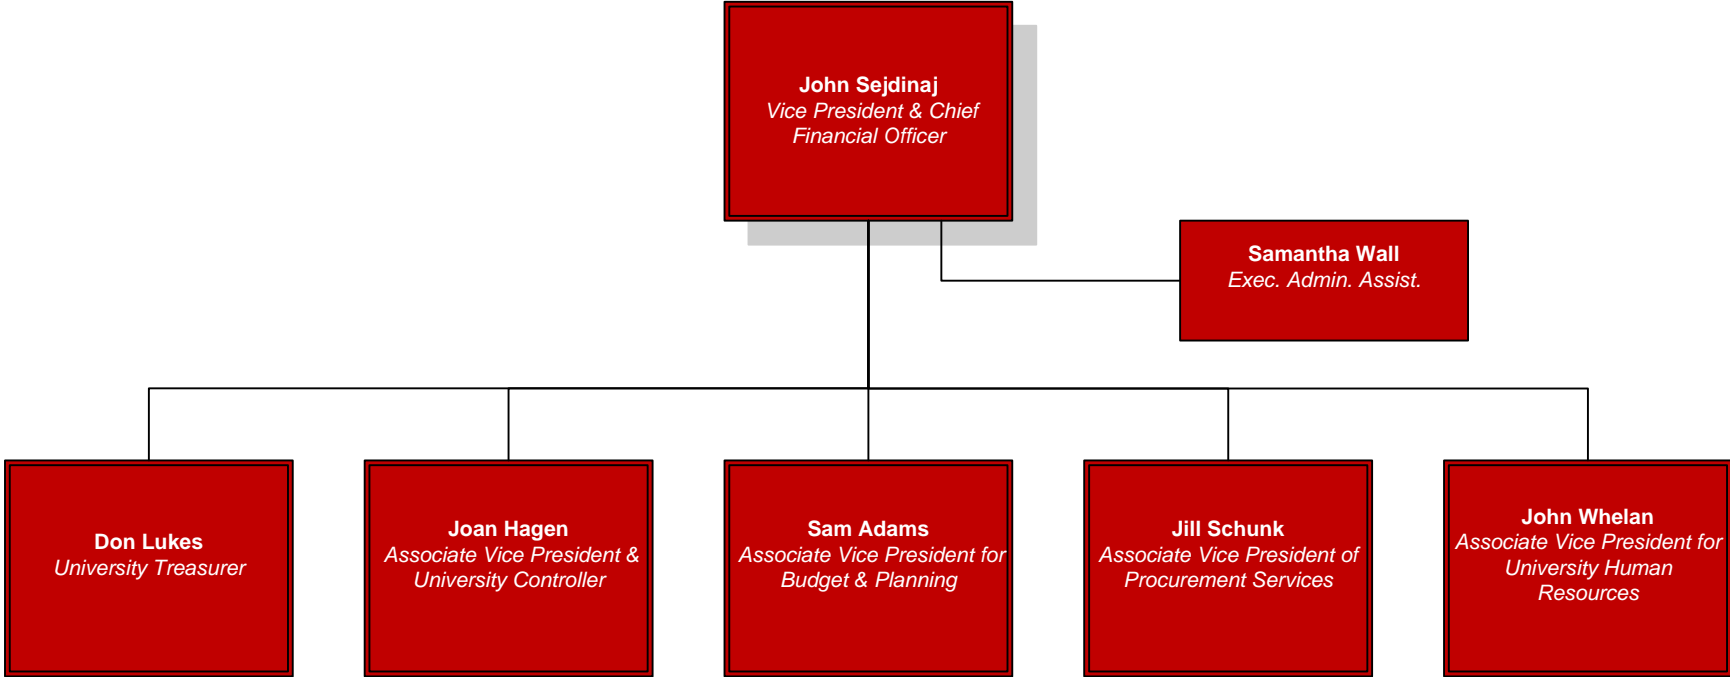 John Sejdinaj
Vice President & Chief
Financial Officer
Samantha Wall
Exec. Admin. Assist.
Don Lukes
University Treasurer
Joan Hagen
Associate Vice President &
University Controller
Sam Adams
Associate Vice President for
Budget & Planning
Jill Schunk
Associate Vice President of
Procurement Services
John Whelan
Associate Vice President for
University Human
Resources